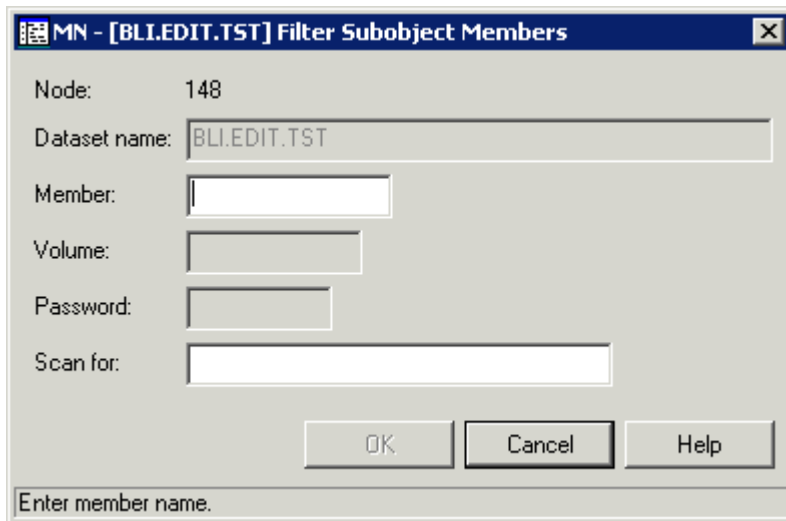 MN - [BLI.EDIT.TST] Filter Subobject Members
Node: 148
Dataset name: BLI.EDIT.TST
Member:
Volume:
Password:
Scan for:
OK Cancel Help
Enter member name.